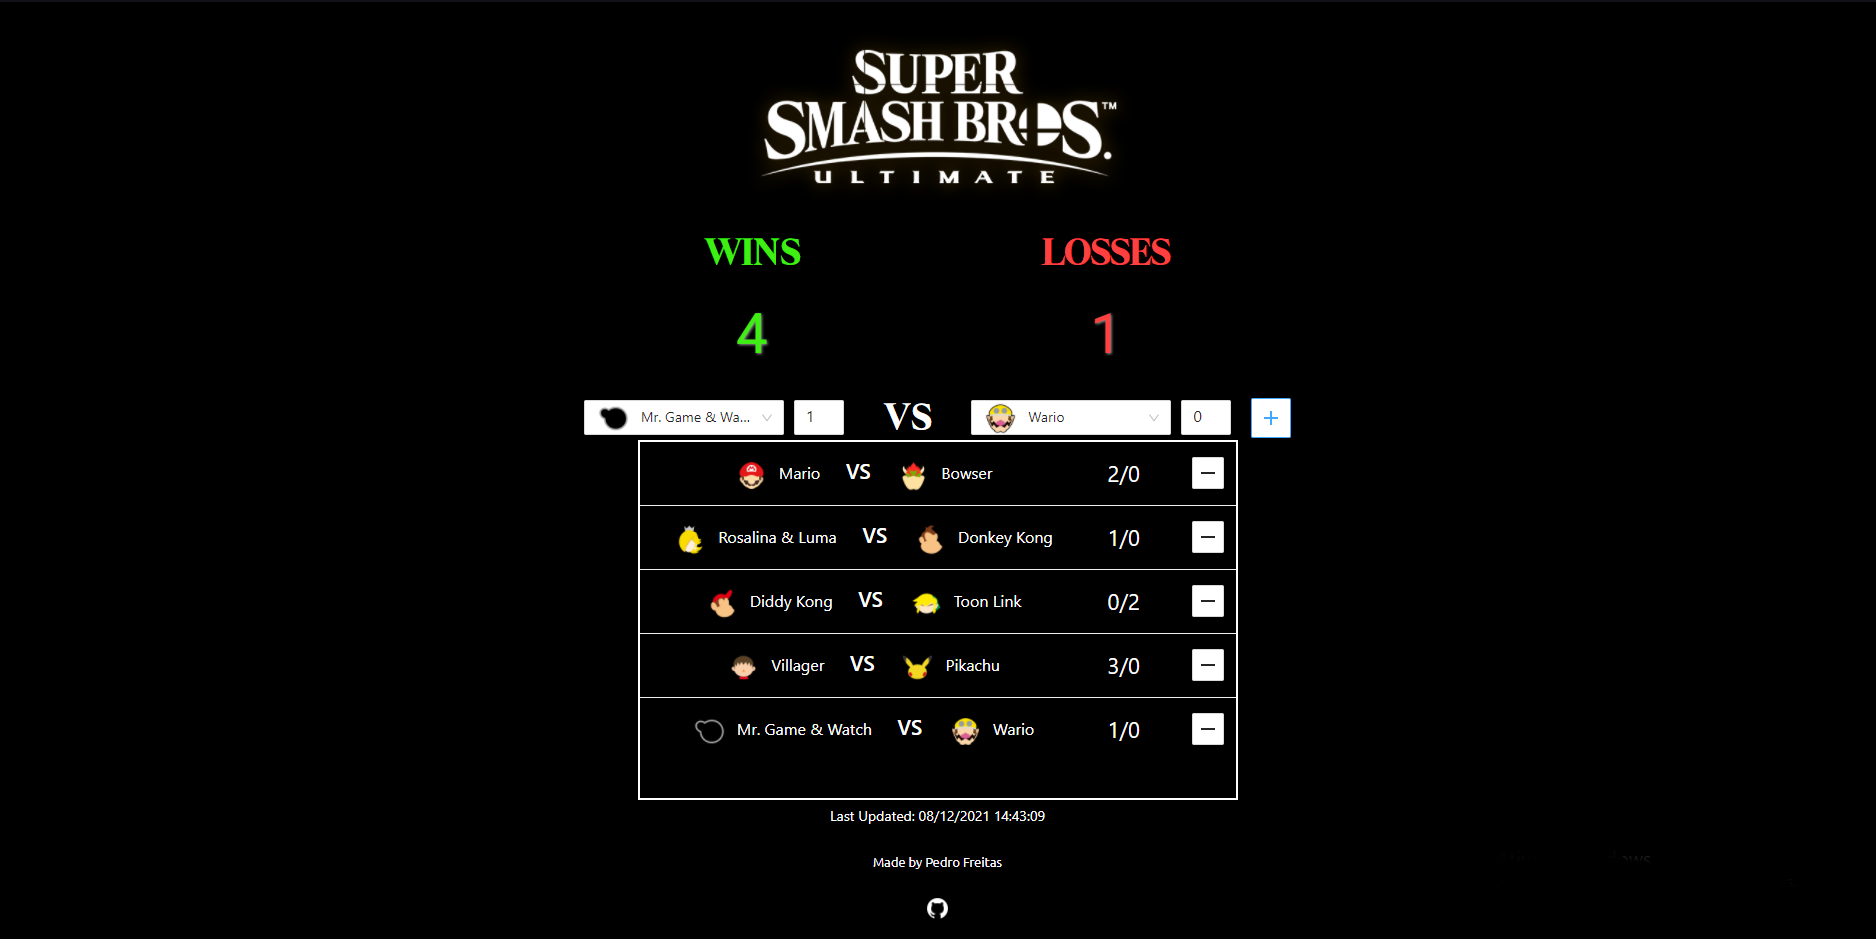 SUPER
SMASH BROS.™
ULTIMATE
WINS LOSSES
4 1
Mr. Game & Wa... 1 VS Wario 0 +
Mario VS Bowser 2/0
Rosalina & Luma VS Donkey Kong 1/0
Diddy Kong VS Toon Link 0/2
Villager VS Pikachu 3/0
Mr. Game & Watch VS Wario 1/0
Last Updated: 08/12/2021 14:43:09
Made by Pedro Freitas